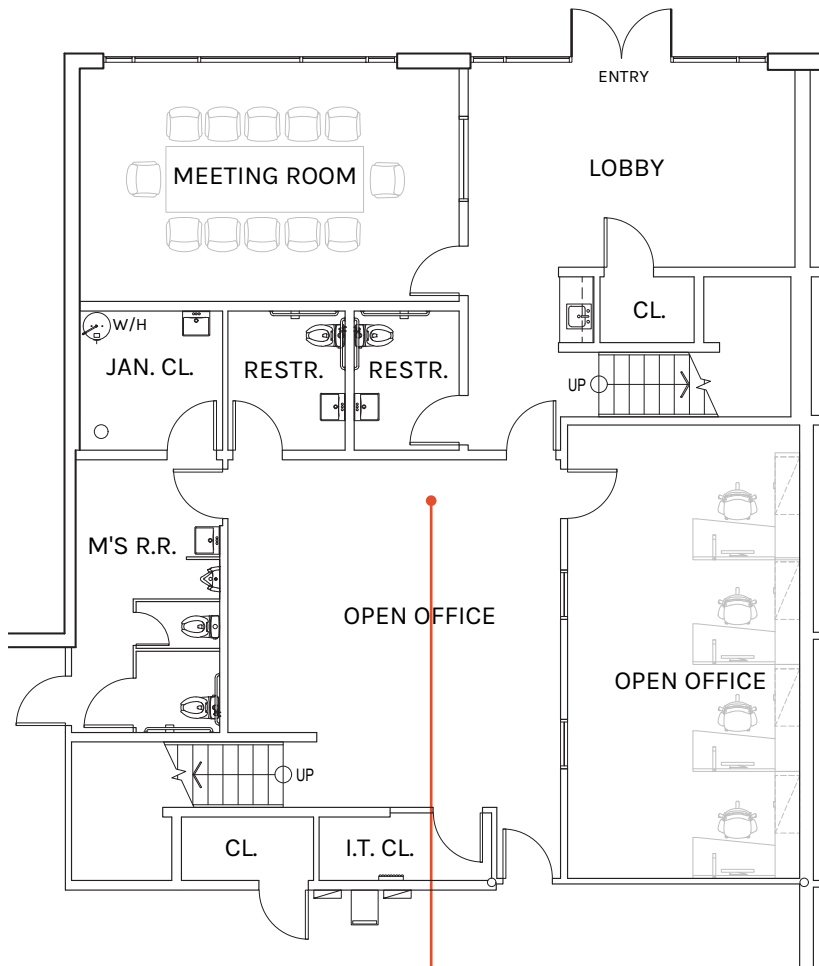 ENTRY
MEETING ROOM
LOBBY
W/H
CL.
JAN. CL.
RESTR.
RESTR.
UP
M'S R.R.
OPEN OFFICE
OPEN OFFICE
UP
CL.
I.T. CL.